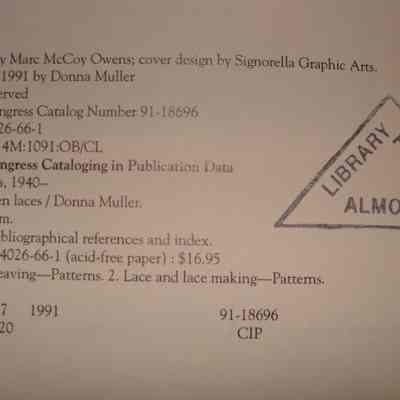 y Marc McCoy Owens; cover design by Signorella Graphic Arts.
1991 by Donna Muller
erved
ongress Catalog Number 91-18696
26-66-1
4M:1091:OB/CL
ngress Cataloging in Publication Data
, 1940–
en laces / Donna Muller.
m.
bliographical references and index.
4026-66-1 (acid-free paper) : $16.95
eaving—Patterns. 2. Lace and lace making—Patterns.
7 1991
91-18696
20
CIP
LIBRARY
ALMO